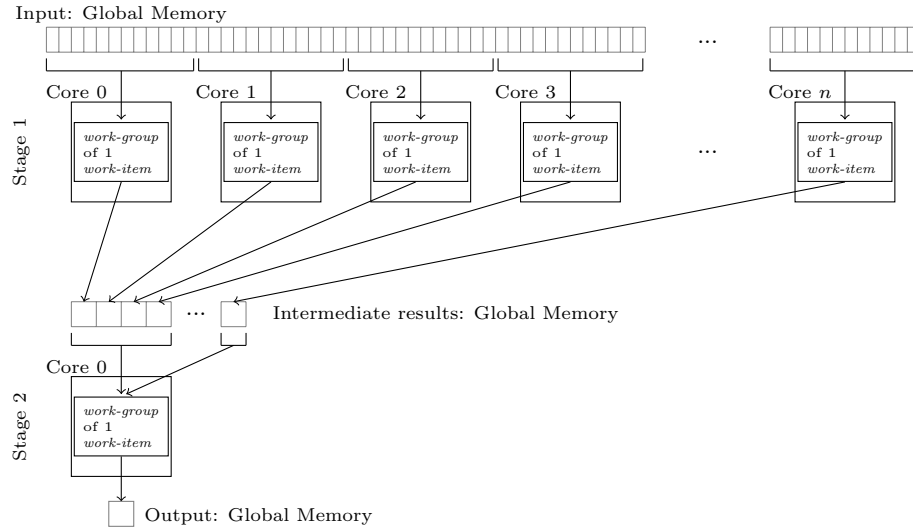 Input: Global Memory
...
Core 0
Core 1
Core 2
Core 3
Core n
Stage 1
work-group
of 1
work-item
work-group
of 1
work-item
work-group
of 1
work-item
work-group
of 1
work-item
...
work-group
of 1
work-item
...
Intermediate results: Global Memory
Core 0
Stage 2
work-group
of 1
work-item
Output: Global Memory